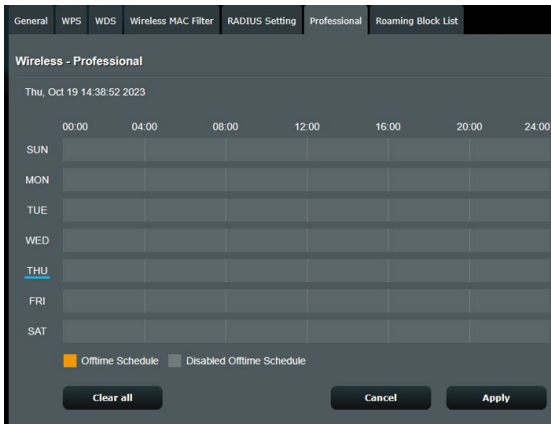 General WPS WDS Wireless MAC Filter RADIUS Setting Professional Roaming Block List
Wireless - Professional
Thu, Oct 19 14:38:52 2023
00:00 04:00 08:00 12:00 16:00 20:00 24:00
SUN
MON
TUE
WED
THU
FRI
SAT
Offtime Schedule Disabled Offtime Schedule
Clear all Cancel Apply